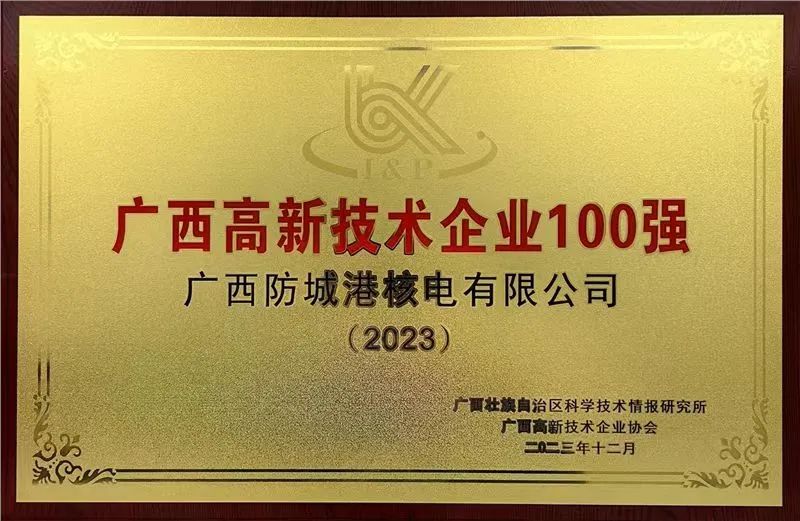 I&P
广西高新技术企业100强
广西防城港核电有限公司
（2023）
广西壮族自治区科学技术情报研究所
广西高新技术企业协会
二〇二三年十二月